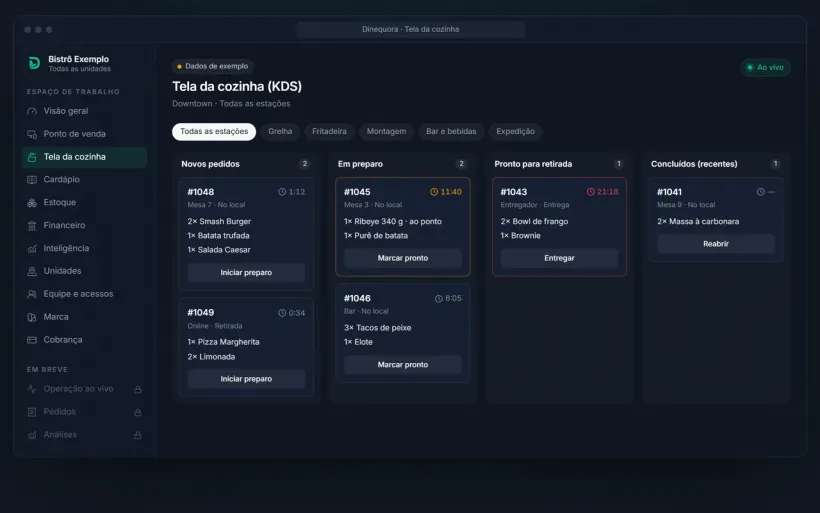 Dinequora · Tela da cozinha
Bistrô Exemplo
Todas as unidades
ESPAÇO DE TRABALHO
Visão geral
Ponto de venda
Tela da cozinha
Cardápio
Estoque
Financeiro
Inteligência
Unidades
Equipe e acessos
Marca
Cobrança
EM BREVE
Operação ao vivo
Pedidos
Análises
Dados de exemplo
Tela da cozinha (KDS)
Downtown · Todas as estações
Ao vivo
Todas as estações
Grelha
Fritadeira
Montagem
Bar e bebidas
Expedição
Novos pedidos 2
#1048 1:12
Mesa 7 · No local
2× Smash Burger
1× Batata trufada
1× Salada Caesar
Iniciar preparo
#1049 0:34
Online · Retirada
1× Pizza Margherita
2× Limonada
Iniciar preparo
Em preparo 2
#1045 11:40
Mesa 3 · No local
1× Ribeye 340 g · ao ponto
1× Purê de batata
Marcar pronto
#1046 6:05
Bar · No local
3× Tacos de peixe
1× Elote
Marcar pronto
Pronto para retirada 1
#1043 21:18
Entregador · Entrega
2× Bowl de frango
1× Brownie
Entregar
Concluídos (recentes) 1
#1041 —
Mesa 9 · No local
2× Massa à carbonara
Reabrir